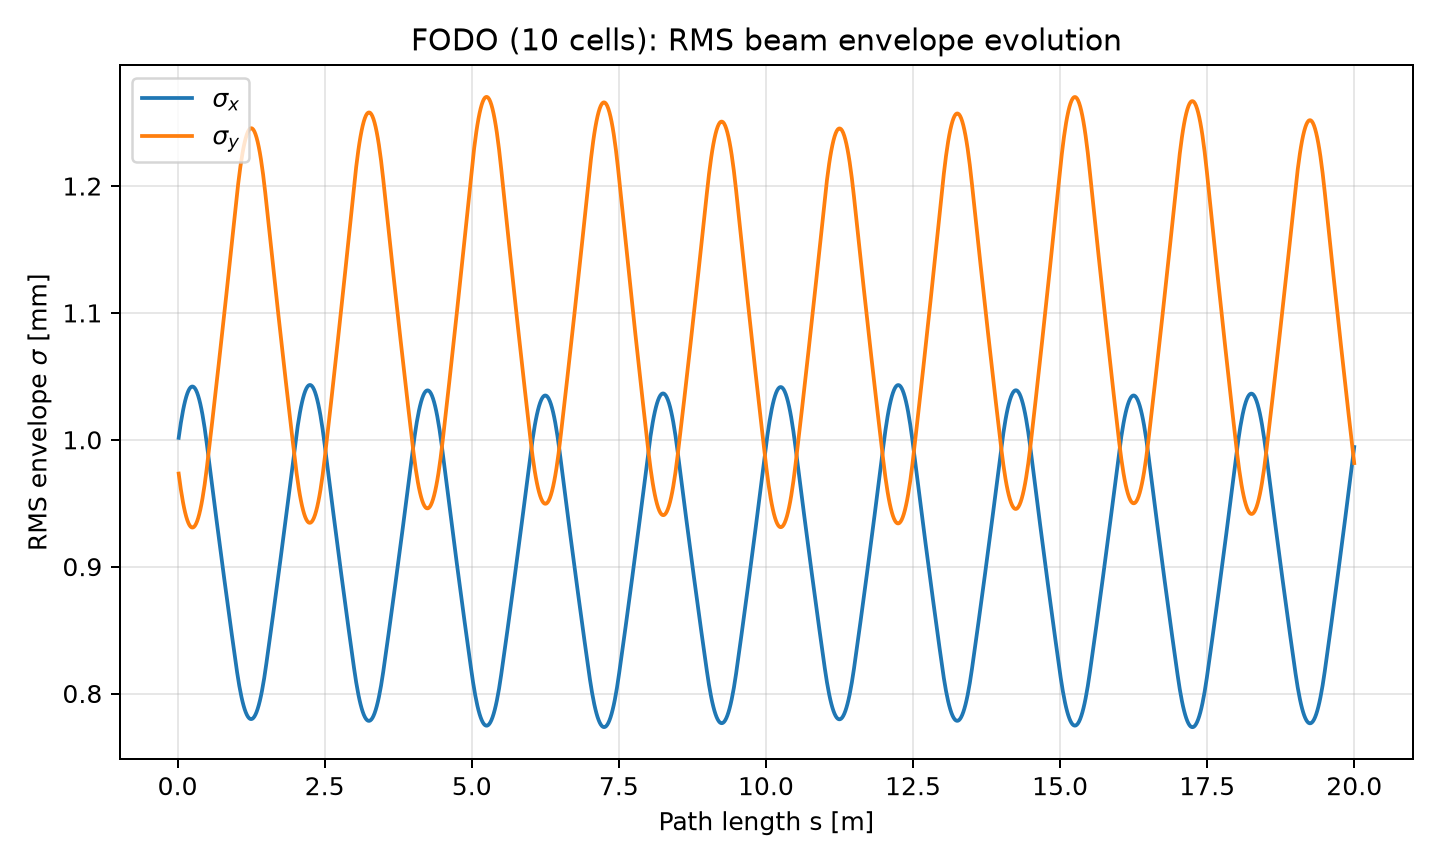 FODO (10 cells): RMS beam envelope evolution
σx
σy
1.2
1.1
1.0
0.9
0.8
RMS envelope σ [mm]
0.0 2.5 5.0 7.5 10.0 12.5 15.0 17.5 20.0
Path length s [m]